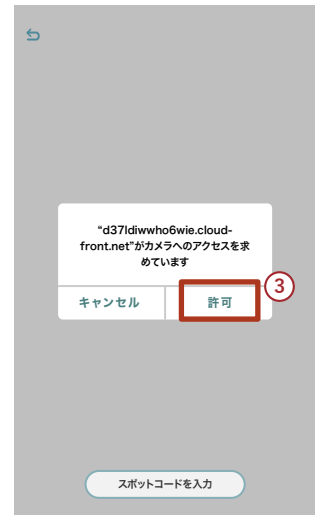 “d37ldiwwho6wie.cloud-
front.net”がカメラへのアクセスを求
めています
キャンセル
許可
3
スポットコードを入力